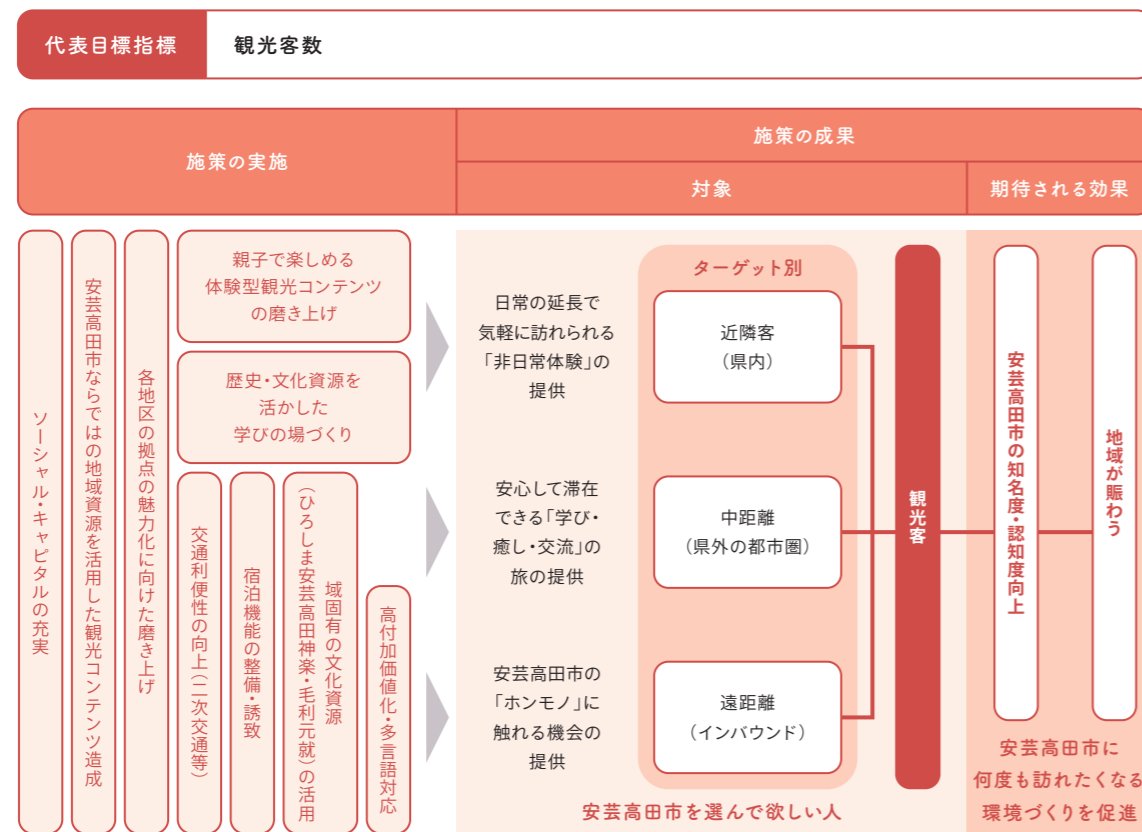 代表目標指標
観光客数
施策の実施
施策の成果
対象
期待される効果
ソーシャル・キャピタルの充実
安芸高田市ならではの地域資源を活用した観光コンテンツ造成
各地区の拠点の魅力化に向けた磨き上げ
親子で楽しめる
体験型観光コンテンツ
の磨き上げ
歴史・文化資源を
活かした
学びの場づくり
交通利便性の向上(二次交通等)
宿泊機能の整備・誘致
域固有の文化資源
(ひろしま安芸高田神楽・毛利元就)の活用
高付加価値化・多言語対応
日常の延長で
気軽に訪れられる
「非日常体験」の
提供
安心して滞在
できる「学び・
癒し・交流」の
旅の提供
安芸高田市の
「ホンモノ」に
触れる機会の
提供
ターゲット別
近隣客
(県内)
中距離
(県外の都市圏)
遠距離
(インバウンド)
安芸高田市を選んで欲しい人
観光客
安芸高田市の知名度・認知度向上
地域が賑わう
安芸高田市に
何度も訪れたくなる
環境づくりを促進